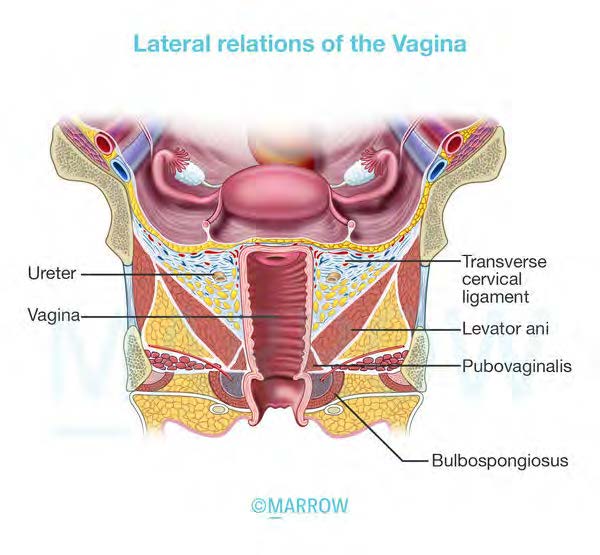 Lateral relations of the Vagina
Ureter
Transverse
cervical
ligament
Vagina
Levator ani
Pubovaginalis
Bulbospongiosus
©MARROW